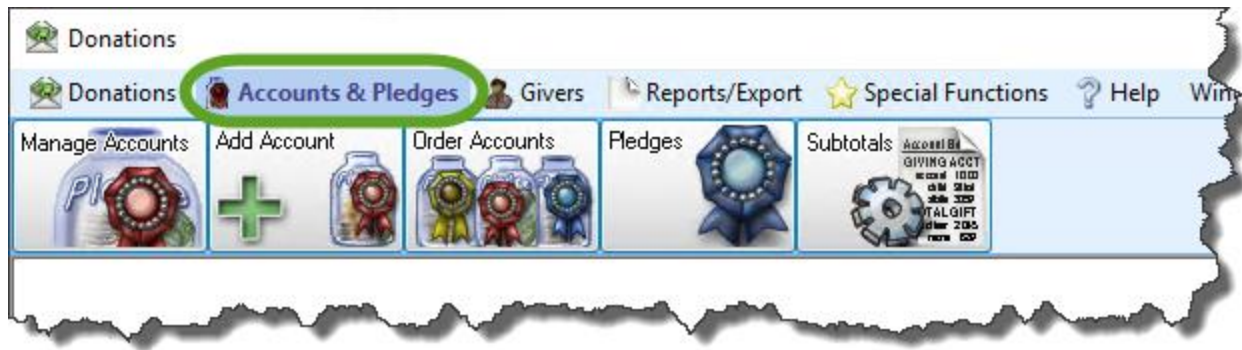 Donations
Donations Accounts & Pledges Givers Reports/Export Special Functions Help
Manage Accounts Add Account Order Accounts Pledges Subtotals
GIVING ACCT